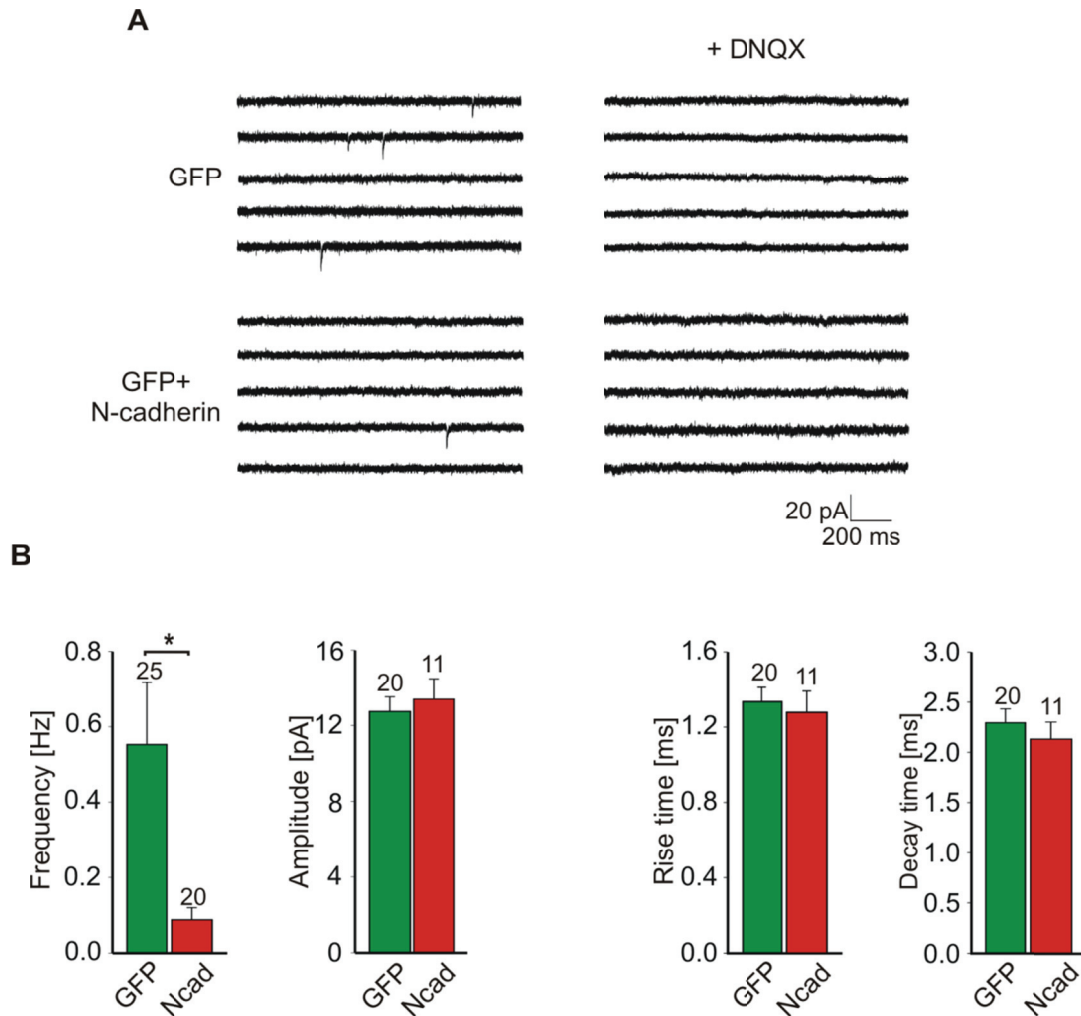 A
+ DNQX
GFP
GFP+
N-cadherin
20 pA
200 ms
B
0.8
0.6
0.4
0.2
0.0
Frequency [Hz]
*
25
20
GFP
Ncad
16
12
8
4
0
Amplitude [pA]
20
11
GFP
Ncad
1.6
1.2
0.8
0.4
0.0
Rise time [ms]
20
11
GFP
Ncad
3.0
2.5
2.0
1.5
1.0
0.5
0.0
Decay time [ms]
20
11
GFP
Ncad